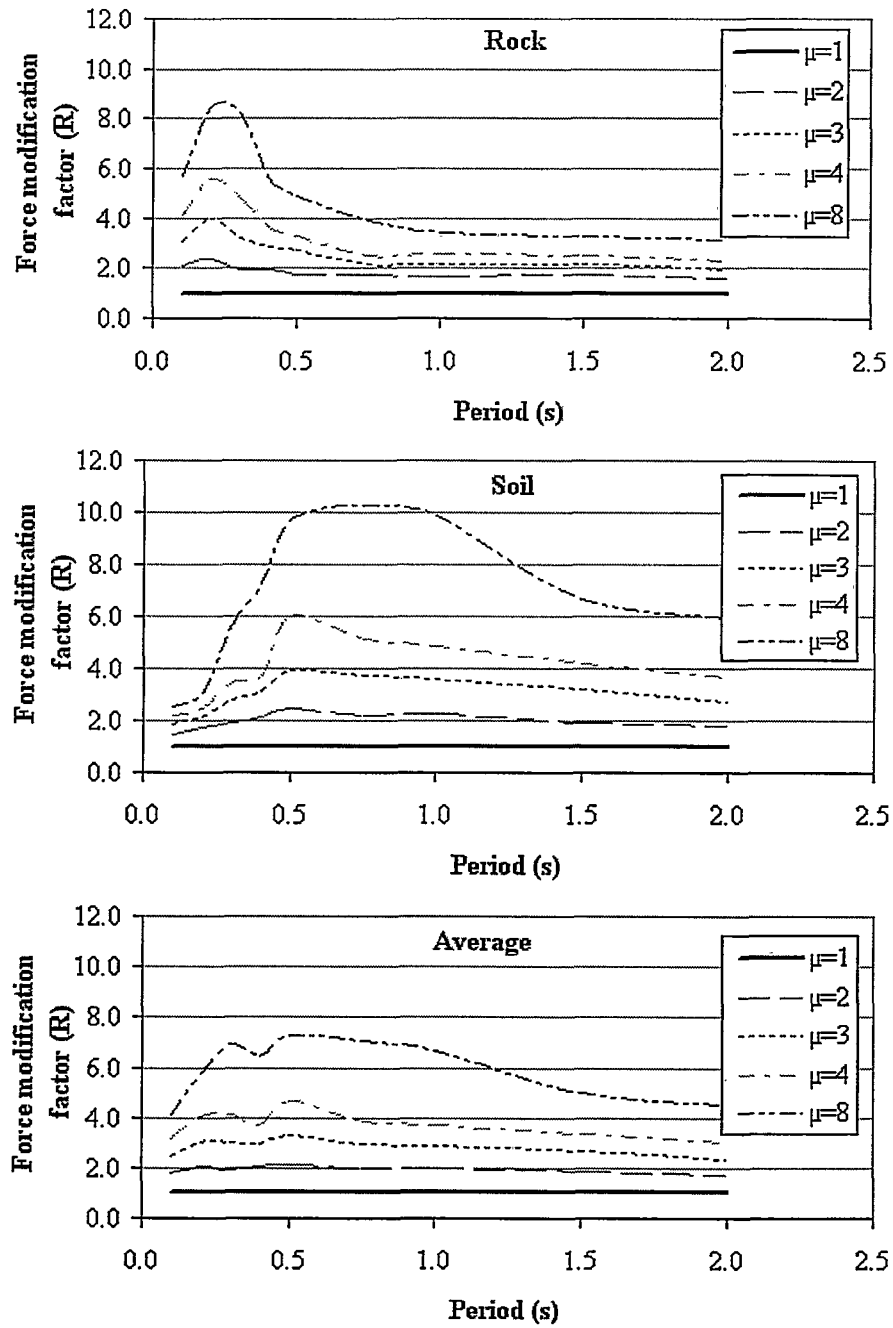 Rock
Force modification
factor (R)
12.0
10.0
8.0
6.0
4.0
2.0
0.0
0.0 0.5 1.0 1.5 2.0 2.5
Period (s)
μ=1
μ=2
μ=3
μ=4
μ=8
Soil
Force modification
factor (R)
12.0
10.0
8.0
6.0
4.0
2.0
0.0
0.0 0.5 1.0 1.5 2.0 2.5
Period (s)
μ=1
μ=2
μ=3
μ=4
μ=8
Average
Force modification
factor (R)
12.0
10.0
8.0
6.0
4.0
2.0
0.0
0.0 0.5 1.0 1.5 2.0 2.5
Period (s)
μ=1
μ=2
μ=3
μ=4
μ=8